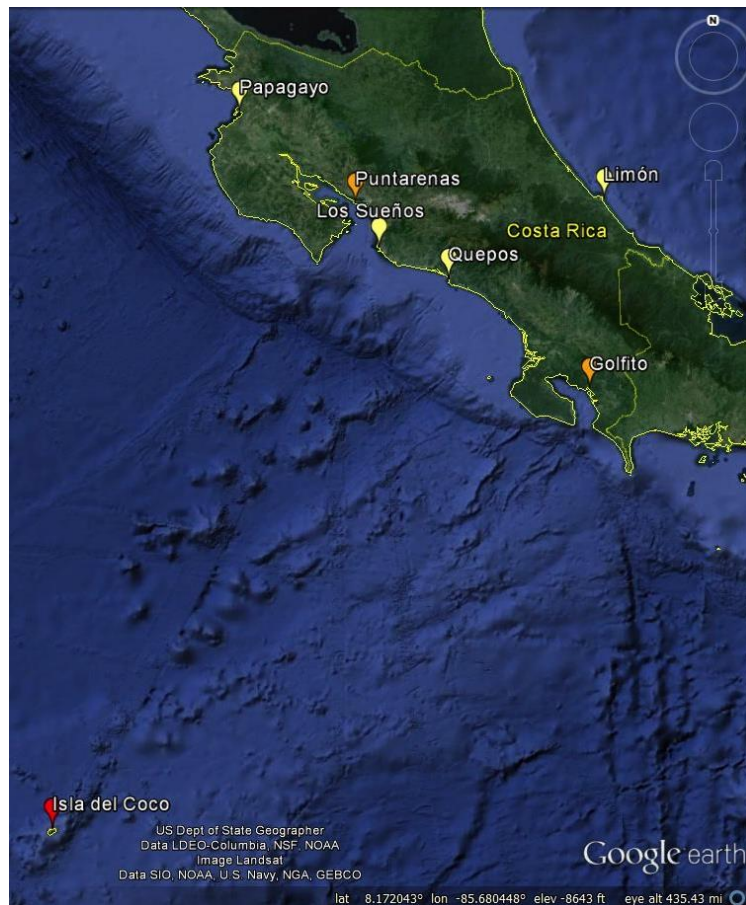 N
Papagayo
Puntarenas
Limón
Los Sueños
Costa Rica
Quepos
Golfito
Isla del Coco
US Dept of State Geographer
Data LDEO-Columbia, NSF, NOAA
Image Landsat
Data SIO, NOAA, U.S. Navy, NGA, GEBCO
Google earth
lat 8.172043° lon -85.680448° elev -8643 ft eye alt 435.43 mi